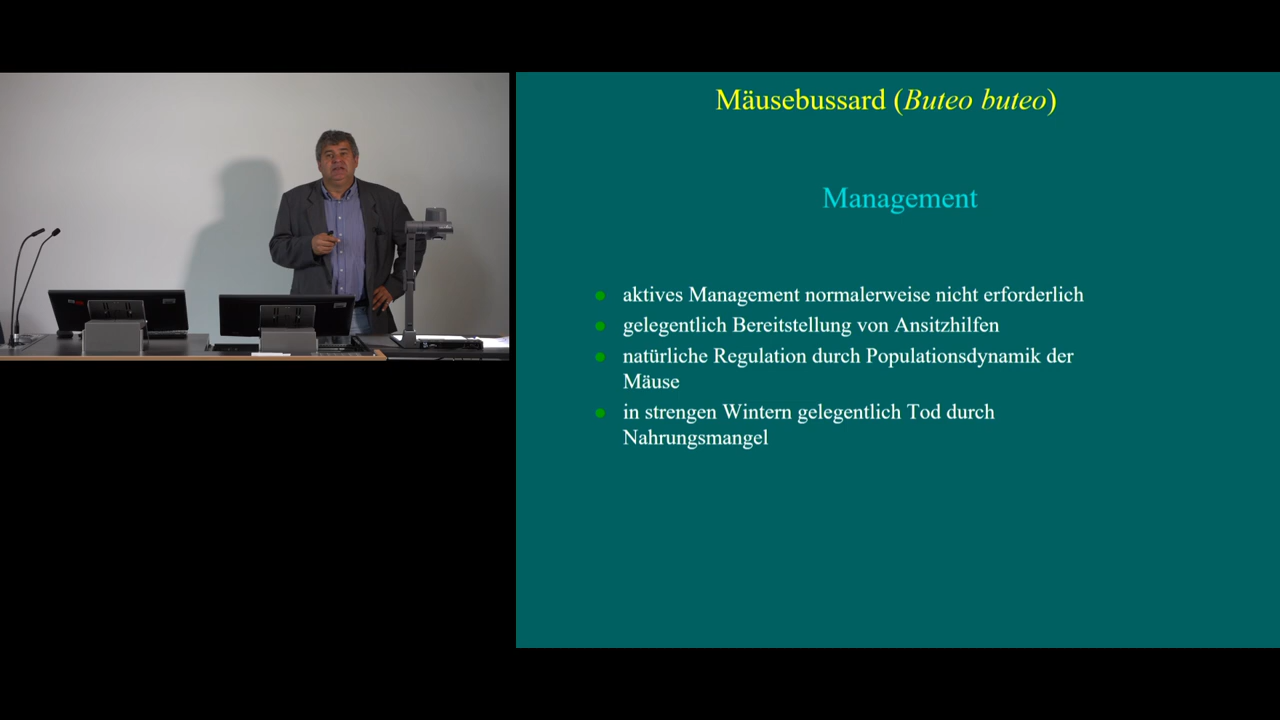 Mäusebussard (Buteo buteo)
Management
aktives Management normalerweise nicht erforderlich
gelegentlich Bereitstellung von Ansitzhilfen
natürliche Regulation durch Populationsdynamik der
Mäuse
in strengen Wintern gelegentlich Tod durch
Nahrungsmangel